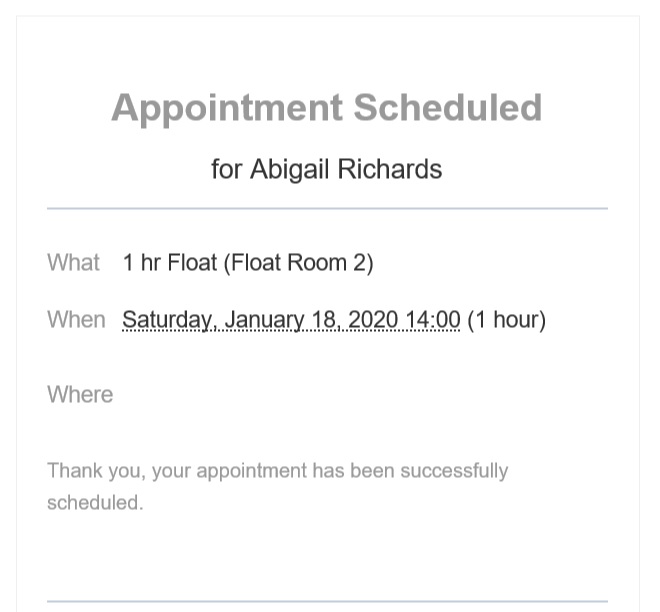 Appointment Scheduled
for Abigail Richards
What 1 hr Float (Float Room 2)
When Saturday, January 18, 2020 14:00 (1 hour)
Where
Thank you, your appointment has been successfully
scheduled.